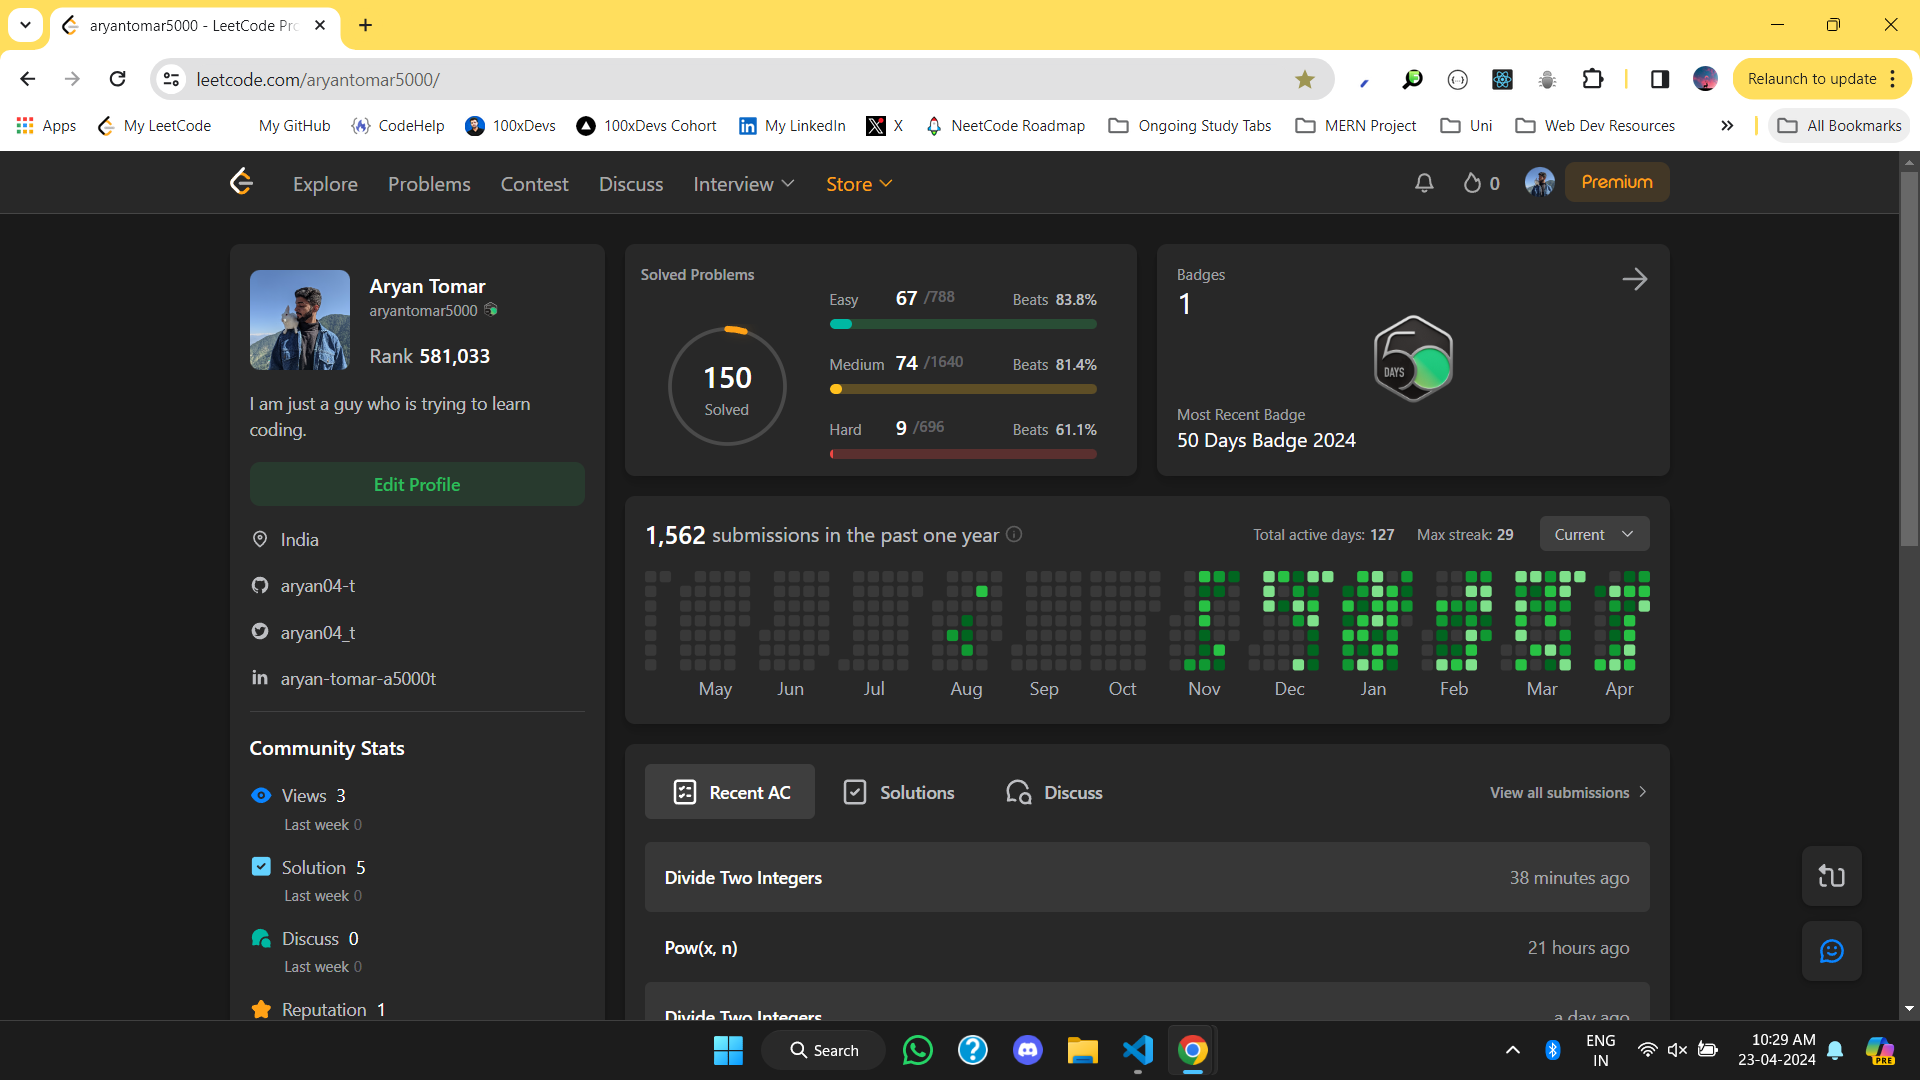 aryantomar5000 - LeetCode Pro
leetcode.com/aryantomar5000/
Relaunch to update
Apps My LeetCode My GitHub CodeHelp 100xDevs 100xDevs Cohort My LinkedIn X NeetCode Roadmap Ongoing Study Tabs MERN Project Uni Web Dev Resources All Bookmarks
Explore Problems Contest Discuss Interview Store 0 Premium
Aryan Tomar
aryantomar5000
Rank 581,033
I am just a guy who is trying to learn
coding.
Edit Profile
India
aryan04-t
aryan04_t
aryan-tomar-a5000t
Community Stats
Views 3
Last week 0
Solution 5
Last week 0
Discuss 0
Last week 0
Reputation 1
Solved Problems
150
Solved
Easy 67 /788 Beats 83.8%
Medium 74 /1640 Beats 81.4%
Hard 9 /696 Beats 61.1%
Badges
1
50
DAYS
Most Recent Badge
50 Days Badge 2024
1,562 submissions in the past one year
Total active days: 127 Max streak: 29 Current
May Jun Jul Aug Sep Oct Nov Dec Jan Feb Mar Apr
Recent AC Solutions Discuss View all submissions
Divide Two Integers 38 minutes ago
Pow(x, n) 21 hours ago
Divide Two Integers a day ago
Search
ENG
IN
10:29 AM
23-04-2024
PRE